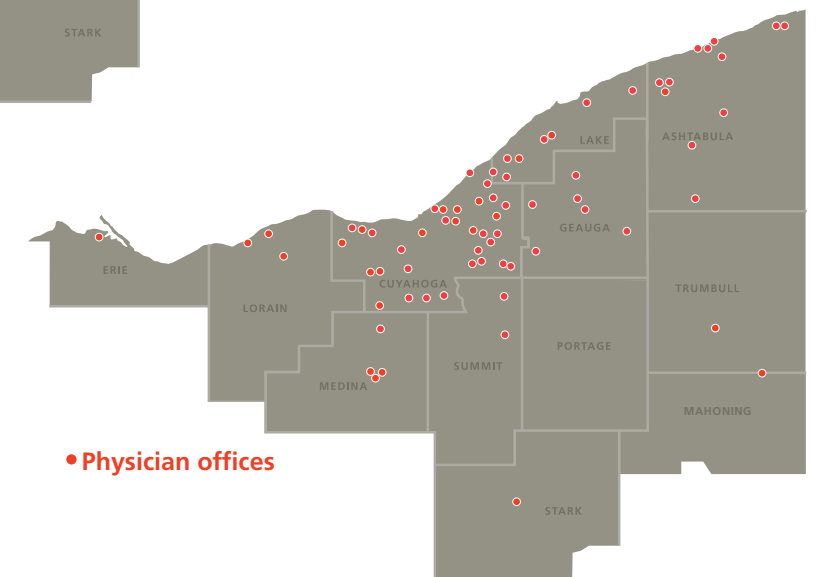 STARK
LAKE
ASHTABULA
GEAUGA
ERIE
CUYAHOGA
TRUMBULL
LORAIN
PORTAGE
SUMMIT
MEDINA
MAHONING
Physician offices
STARK